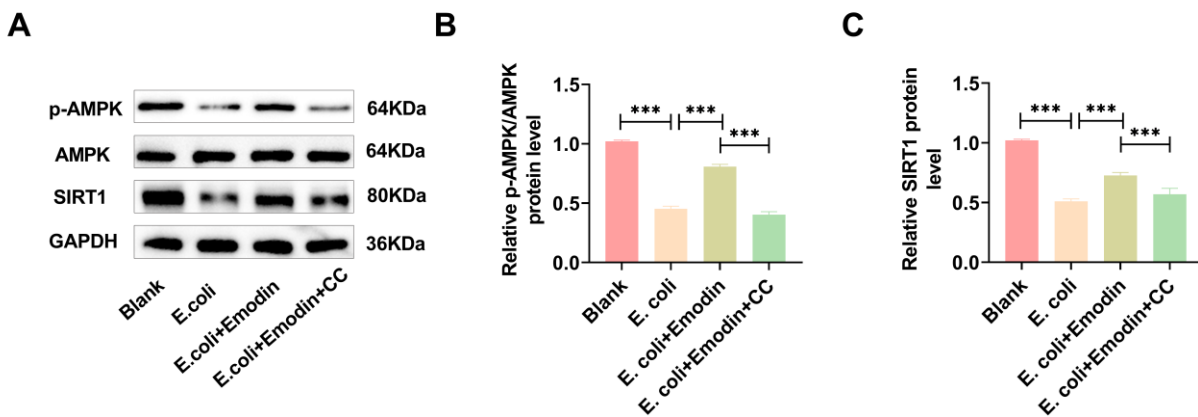 A
p-AMPK 64KDa
AMPK 64KDa
SIRT1 80KDa
GAPDH 36KDa
Blank
E.coli
E.coli+Emodin
E.coli+Emodin+CC
B
Relative p-AMPK/AMPK
protein level
1.5
1.0
0.5
0.0
*** ***
***
Blank
E. coli
E. coli+Emodin
E. coli+Emodin+CC
C
Relative SIRT1 protein
level
1.5
1.0
0.5
0.0
*** ***
***
Blank
E. coli
E. coli+Emodin
E. coli+Emodin+CC